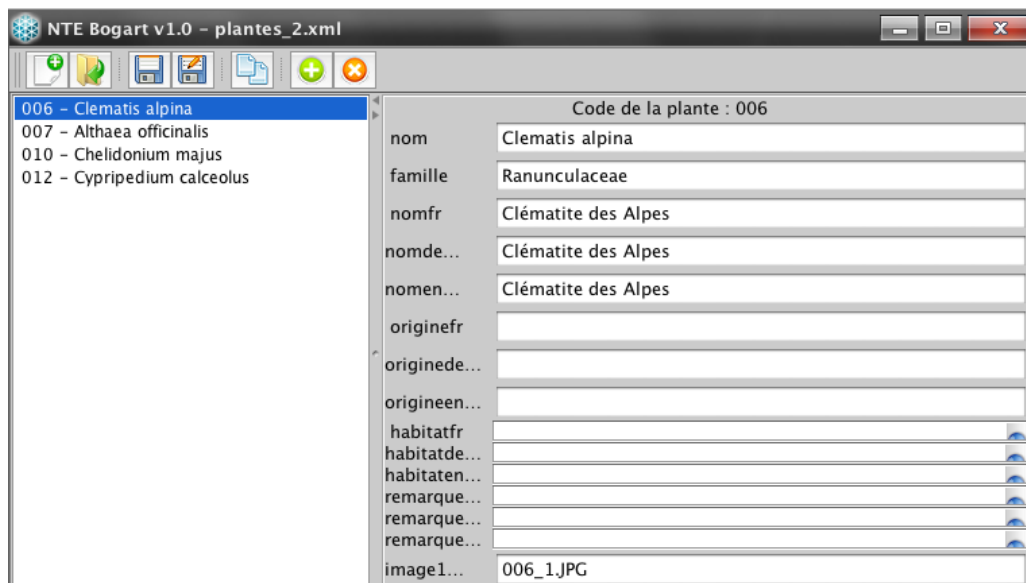 NTE Bogart v1.0 – plantes_2.xml
006 – Clematis alpina
007 – Althaea officinalis
010 – Chelidonium majus
012 – Cypripedium calceolus
Code de la plante : 006
nom Clematis alpina
famille Ranunculaceae
nomfr Clématite des Alpes
nomde... Clématite des Alpes
nomen... Clématite des Alpes
originefr
originede...
origineen...
habitatfr
habitatde...
habitaten...
remarque...
remarque...
remarque...
image1... 006_1.JPG